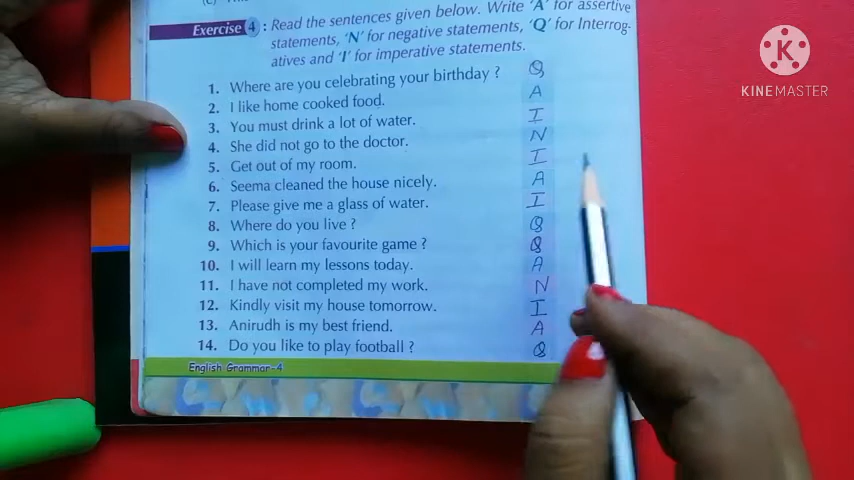 Exercise 4 : Read the sentences given below. Write 'A' for assertive
statements, 'N' for negative statements, 'Q' for Interrog-
atives and 'I' for imperative statements.
1. Where are you celebrating your birthday ? Q
2. I like home cooked food. A
3. You must drink a lot of water. I
4. She did not go to the doctor. N
5. Get out of my room. I
6. Seema cleaned the house nicely. A
7. Please give me a glass of water. I
8. Where do you live ? Q
9. Which is your favourite game ? Q
10. I will learn my lessons today. A
11. I have not completed my work. N
12. Kindly visit my house tomorrow. I
13. Anirudh is my best friend. A
14. Do you like to play football ? Q
English Grammar-4
K
KINEMASTER